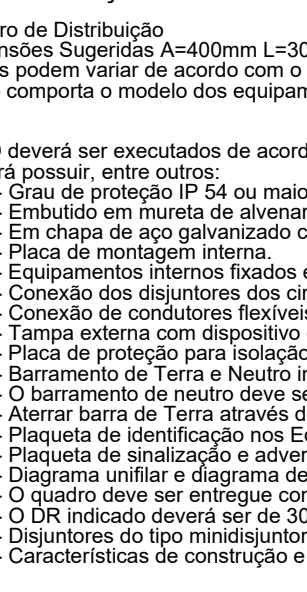 ro de Distribuição
nsões Sugeridas A=400mm L=30
s podem variar de acordo com o
o comporta o modelo dos equipam
O deverá ser executados de acord
rá possuir, entre outros:
- Grau de proteção IP 54 ou maio
- Embutido em mureta de alvenar
- Em chapa de aço galvanizado c
- Placa de montagem interna.
- Equipamentos internos fixados e
- Conexão dos disjuntores dos cir
- Conexão de condutores flexíveis
- Tampa externa com dispositivo
- Placa de proteção para isolação
- Barramento de Terra e Neutro in
- O barramento de neutro deve se
- Aterrar barra de Terra através d
- Plaqueta de identificação nos Ec
- Plaqueta de sinalização e adver
- Diagrama unifilar e diagrama de
- O quadro deve ser entregue con
- O DR indicado deverá ser de 30
- Disjuntores do tipo minidisjuntor
- Características de construção e